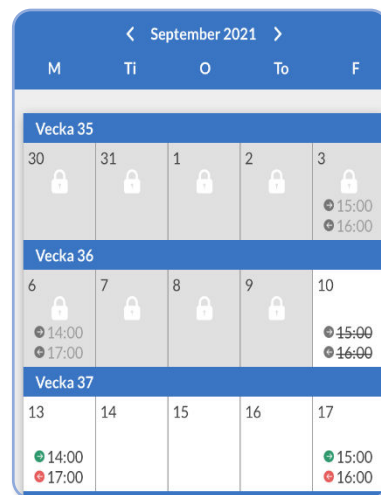 September 2021
M Ti O To F
Vecka 35
30 31 1 2 3
15:00
16:00
Vecka 36
6 7 8 9 10
14:00 15:00
17:00 16:00
Vecka 37
13 14 15 16 17
14:00 15:00
17:00 16:00